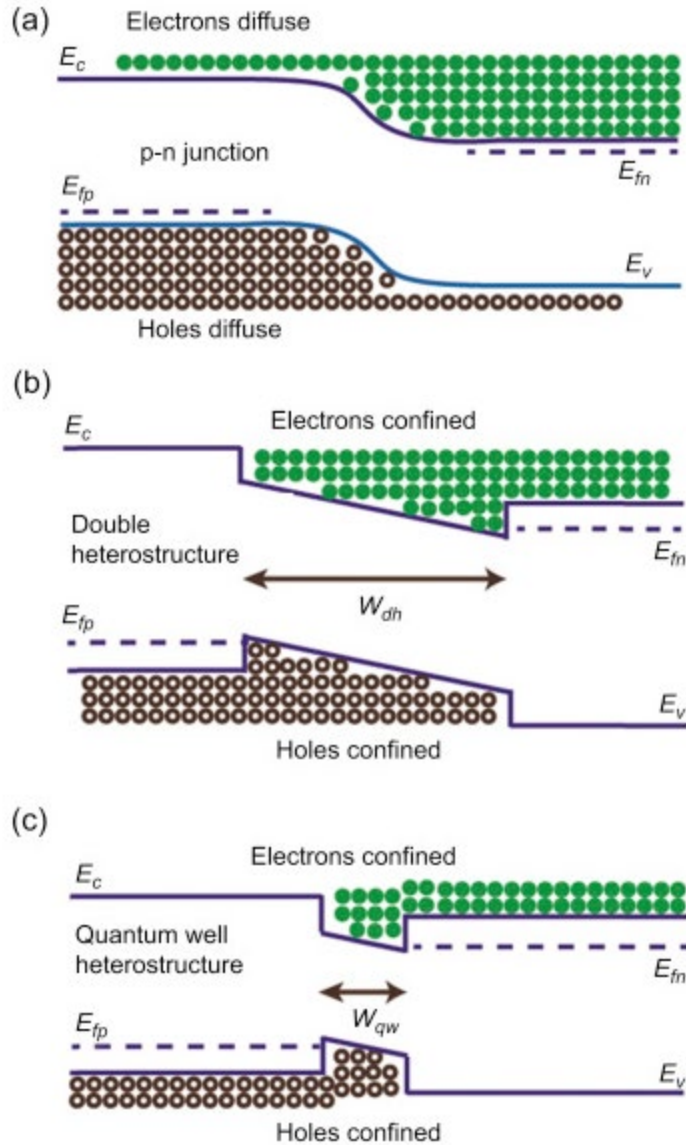 (a)
Electrons diffuse
E_c
p-n junction
E_fp
E_fn
E_v
Holes diffuse
(b)
Electrons confined
E_c
Double
heterostructure
E_fn
W_dh
E_fp
E_v
Holes confined
(c)
Electrons confined
E_c
Quantum well
heterostructure
E_fn
W_qw
E_fp
E_v
Holes confined